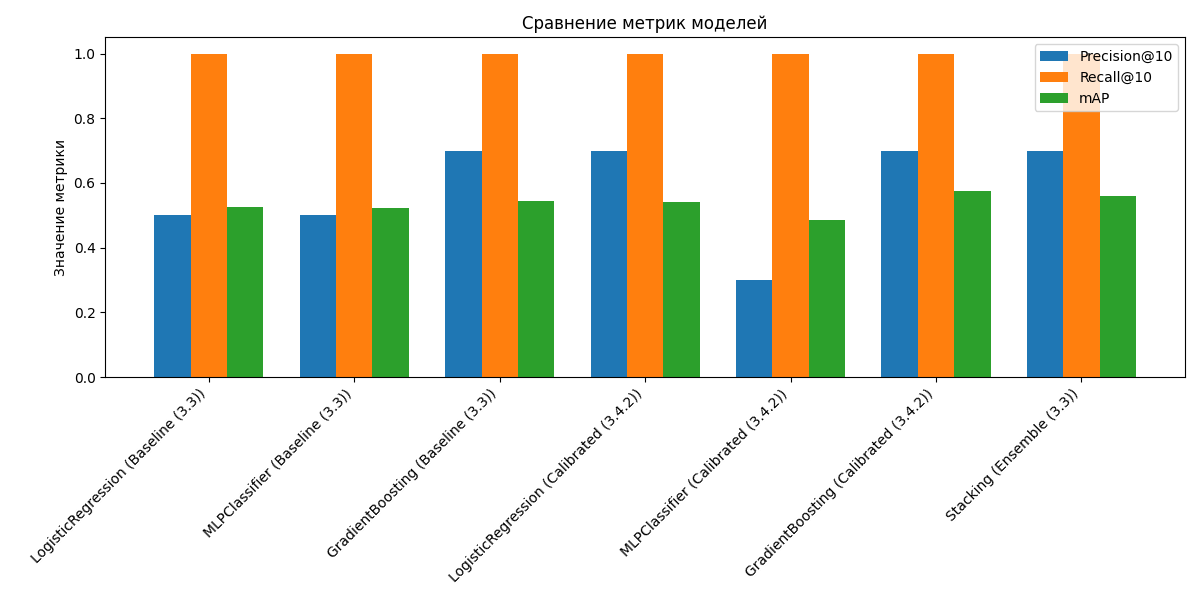 Сравнение метрик моделей
Значение метрики
1.0
0.8
0.6
0.4
0.2
0.0
Precision@10
Recall@10
mAP
LogisticRegression (Baseline (3.3))
MLPClassifier (Baseline (3.3))
GradientBoosting (Baseline (3.3))
LogisticRegression (Calibrated (3.4.2))
MLPClassifier (Calibrated (3.4.2))
GradientBoosting (Calibrated (3.4.2))
Stacking (Ensemble (3.3))